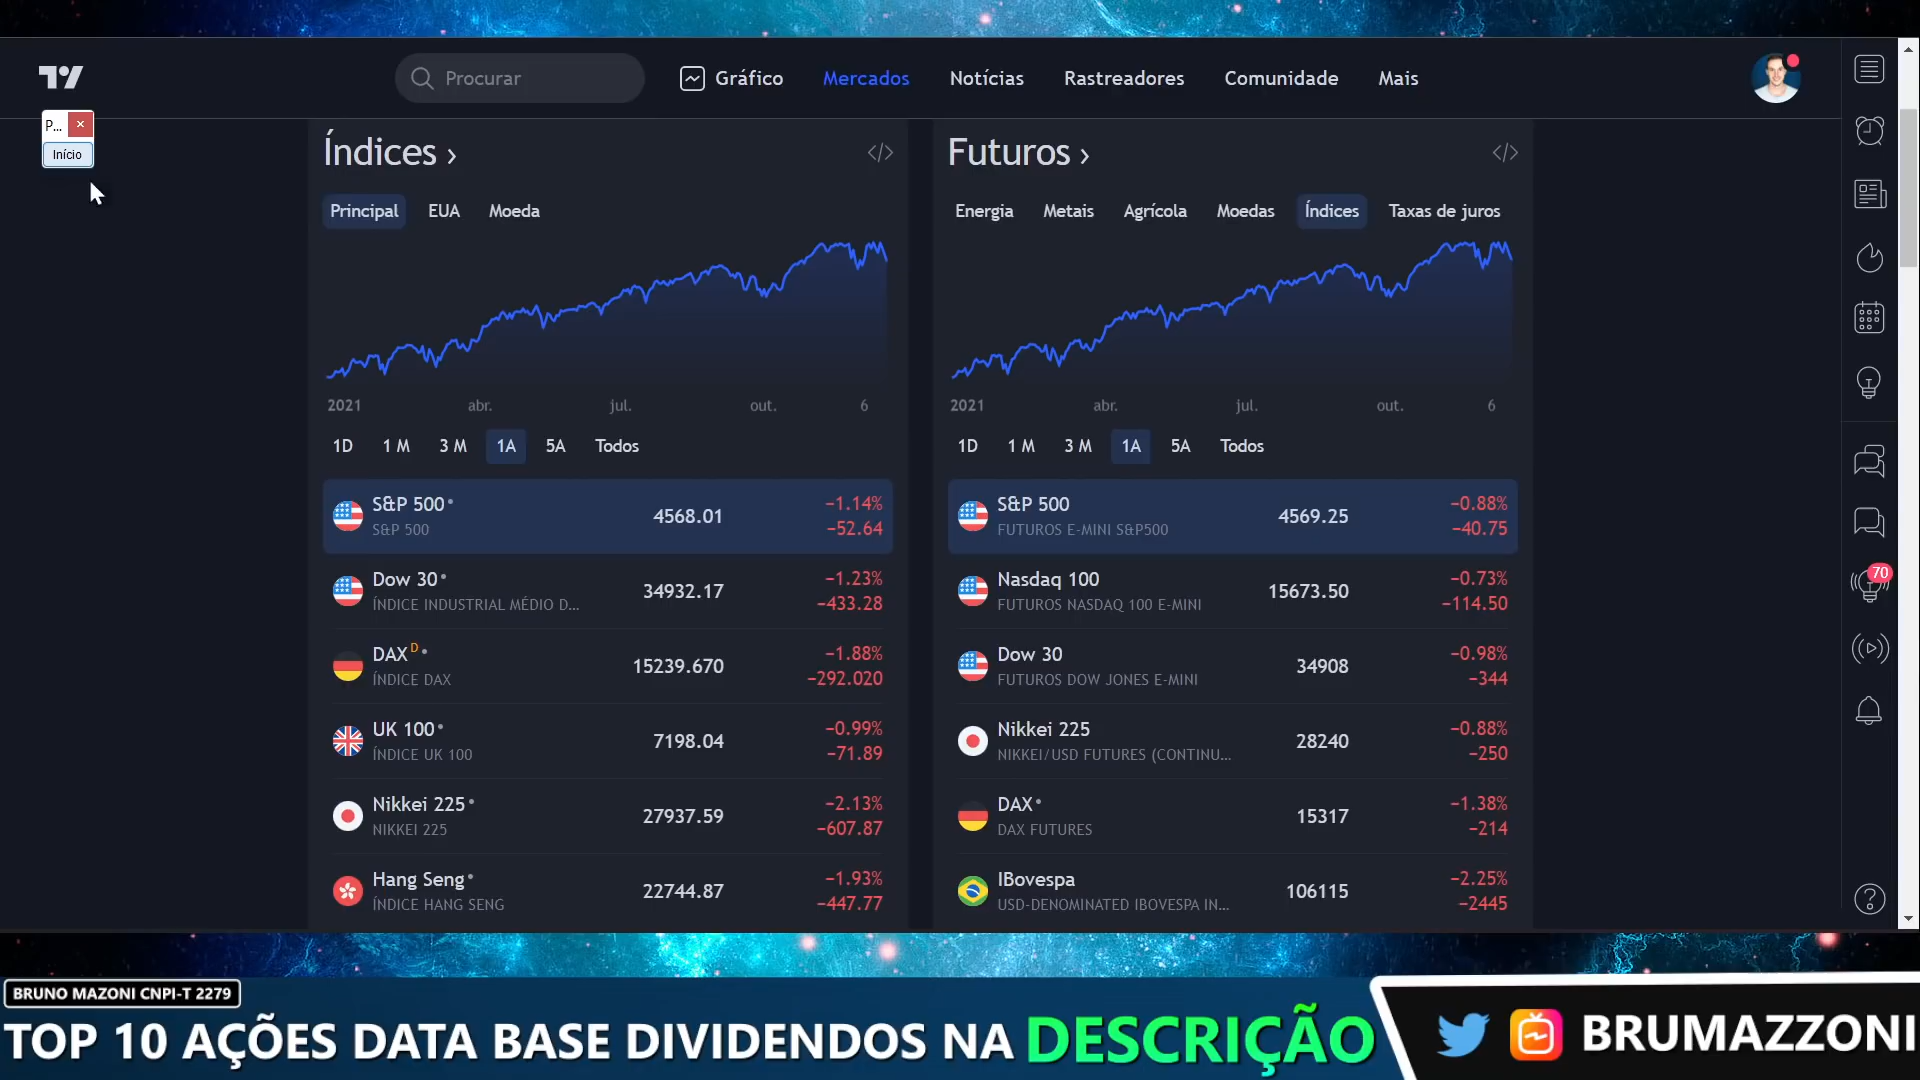 Procurar
Gráfico
Mercados
Notícias
Rastreadores
Comunidade
Mais
P...
Início
Índices
Principal
EUA
Moeda
2021 abr. jul. out. 6
1D 1 M 3 M 1A 5A Todos
S&P 500 4568.01 −1.14%
S&P 500 −52.64
Dow 30 34932.17 −1.23%
ÍNDICE INDUSTRIAL MÉDIO D... −433.28
DAX D 15239.670 −1.88%
ÍNDICE DAX −292.020
UK 100 7198.04 −0.99%
ÍNDICE UK 100 −71.89
Nikkei 225 27937.59 −2.13%
NIKKEI 225 −607.87
Hang Seng 22744.87 −1.93%
ÍNDICE HANG SENG −447.77
Futuros
Energia Metais Agrícola Moedas Índices Taxas de juros
2021 abr. jul. out. 6
1D 1 M 3 M 1A 5A Todos
S&P 500 4569.25 −0.88%
FUTUROS E-MINI S&P500 −40.75
Nasdaq 100 15673.50 −0.73%
FUTUROS NASDAQ 100 E-MINI −114.50
Dow 30 34908 −0.98%
FUTUROS DOW JONES E-MINI −344
Nikkei 225 28240 −0.88%
NIKKEI/USD FUTURES (CONTINU... −250
DAX 15317 −1.38%
DAX FUTURES −214
IBovespa 106115 −2.25%
USD-DENOMINATED IBOVESPA IN... −2445
70
BRUNO MAZONI CNPI-T 2279
TOP 10 AÇÕES DATA BASE DIVIDENDOS NA DESCRIÇÃO
BRUMAZZONI